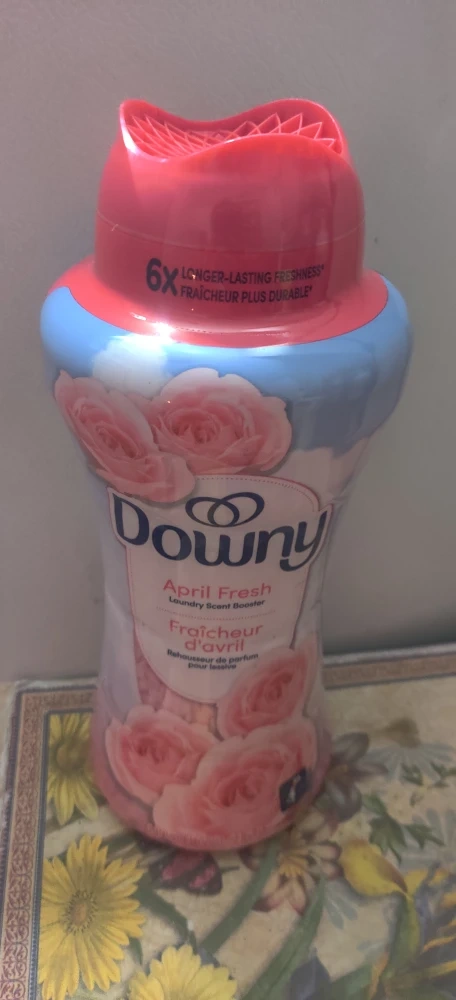 6X LONGER-LASTING FRESHNESS*
FRAÎCHEUR PLUS DURABLE*
Downy
April Fresh
Laundry Scent Booster
Fraîcheur
d'avril
Rehausseur de parfum
pour lessive